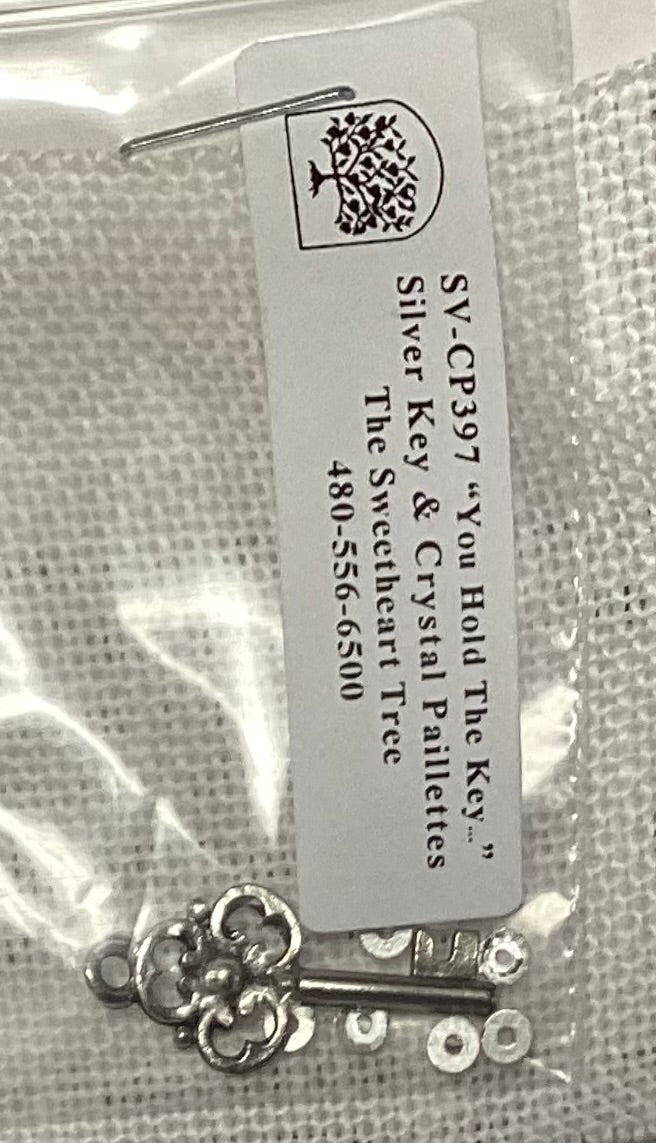 SV-CP397 “You Hold The Key...”
Silver Key & Crystal Paillettes
The Sweetheart Tree
480-556-6500